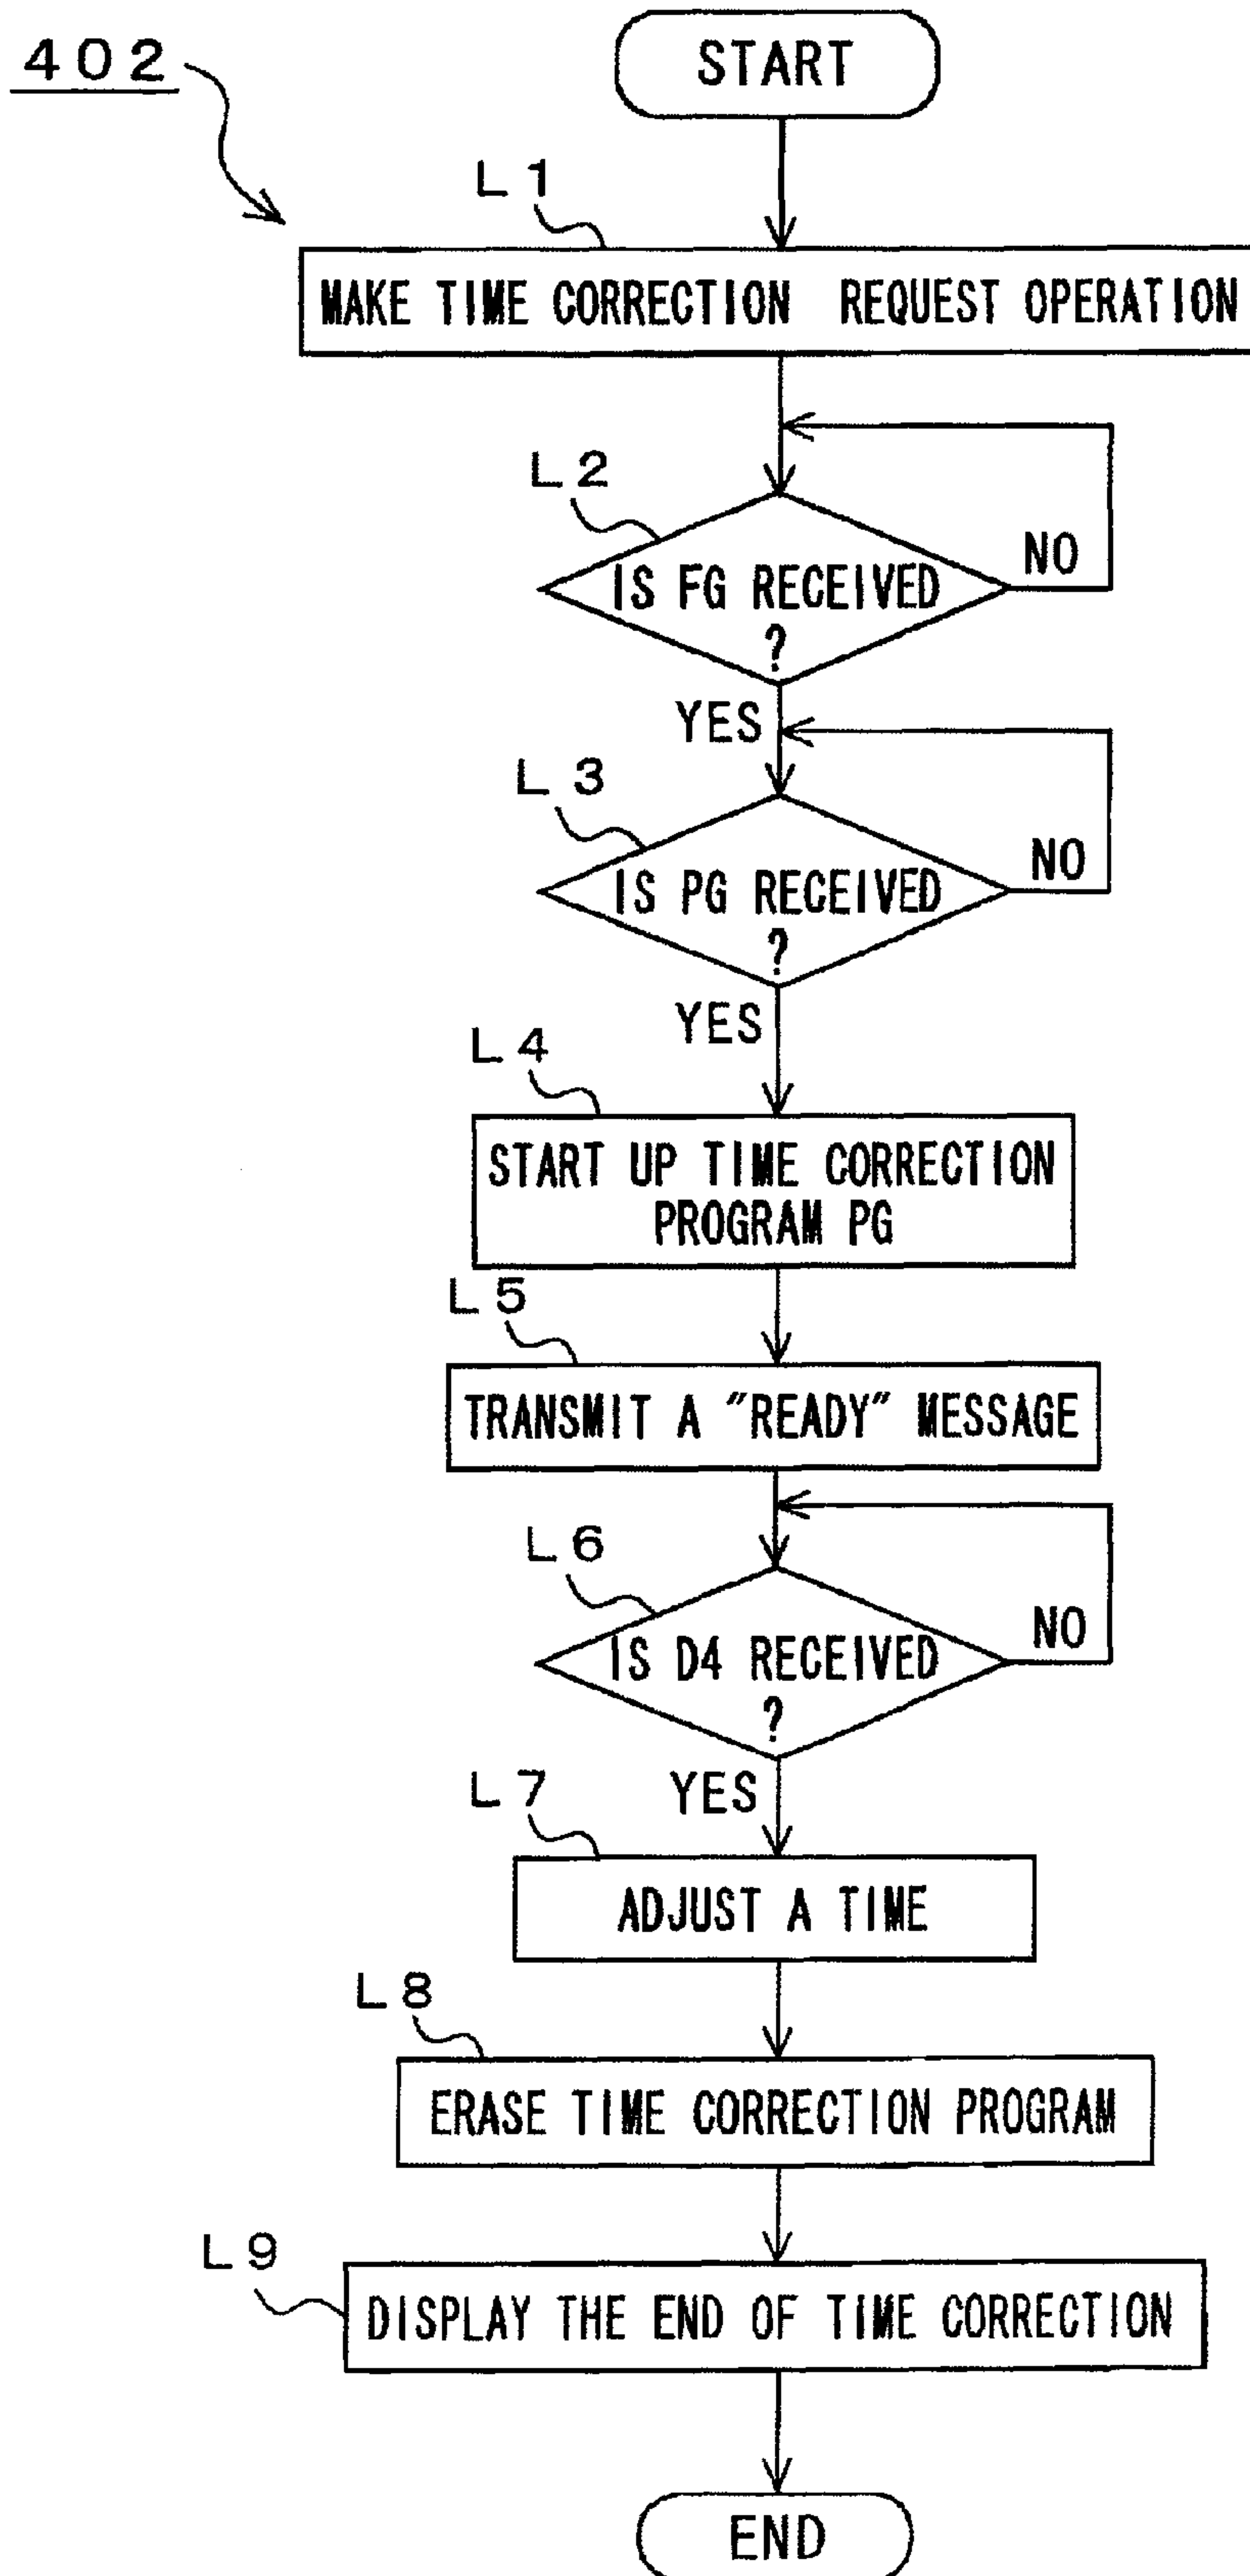 402
START
L1
MAKE TIME CORRECTION REQUEST OPERATION
L2
IS FG RECEIVED
?
NO
YES
L3
IS PG RECEIVED
?
NO
YES
L4
START UP TIME CORRECTION
PROGRAM PG
L5
TRANSMIT A "READY" MESSAGE
L6
IS D4 RECEIVED
?
NO
YES
L7
ADJUST A TIME
L8
ERASE TIME CORRECTION PROGRAM
L9
DISPLAY THE END OF TIME CORRECTION
END